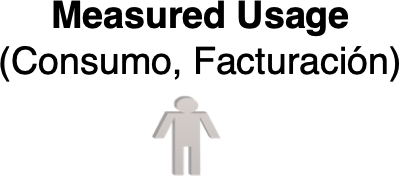 Measured Usage
(Consumo, Facturación)